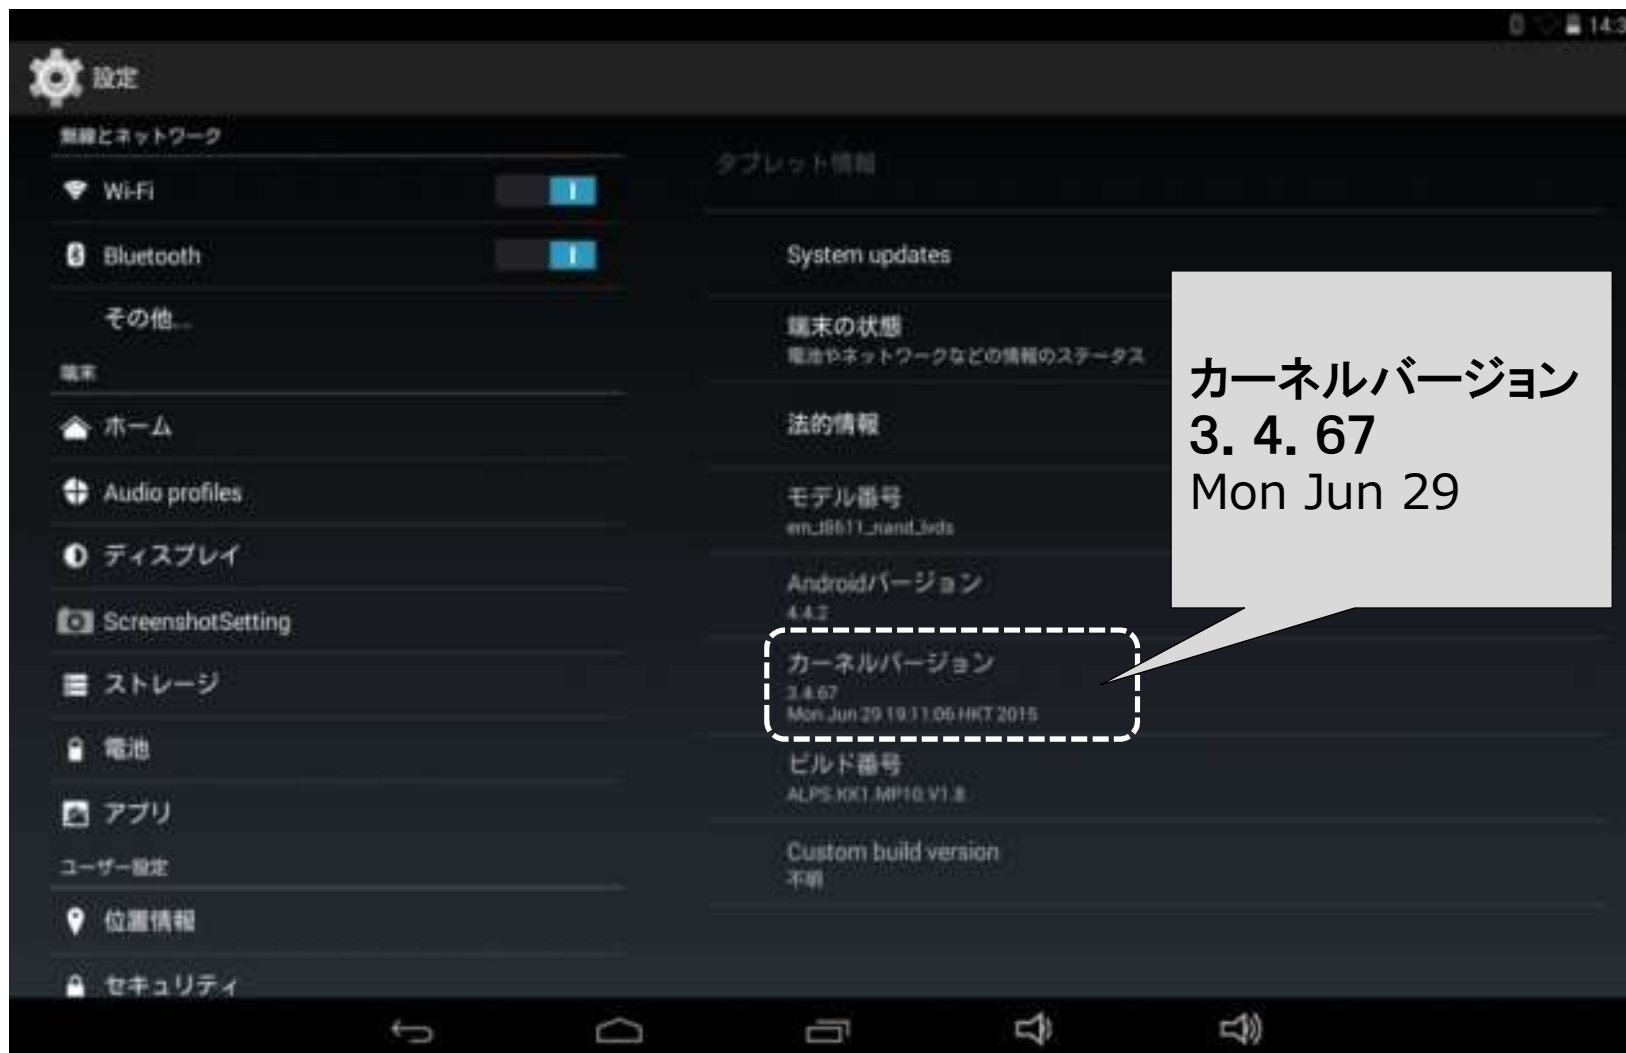 14:3
設定
無線とネットワーク
Wi-Fi
Bluetooth
その他...
端末
ホーム
Audio profiles
ディスプレイ
ScreenshotSetting
ストレージ
電池
アプリ
ユーザー設定
位置情報
セキュリティ
タブレット情報
System updates
端末の状態
電池やネットワークなどの情報のステータス
法的情報
モデル番号
em_t8611_nand_lvds
Androidバージョン
4.4.2
カーネルバージョン
3.4.67
Mon Jun 29 19:11:06 HKT 2015
ビルド番号
ALPS.KK1.MP10.V1.8
Custom build version
不明
カーネルバージョン
3. 4. 67
Mon Jun 29